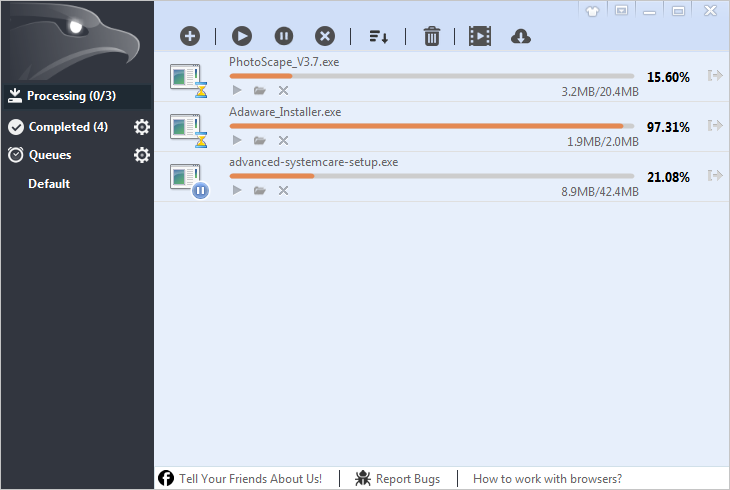 Processing (0/3)
Completed (4)
Queues
Default
PhotoScape_V3.7.exe
15.60%
3.2MB/20.4MB
Adaware_Installer.exe
97.31%
1.9MB/2.0MB
advanced-systemcare-setup.exe
21.08%
8.9MB/42.4MB
Tell Your Friends About Us!
Report Bugs
How to work with browsers?